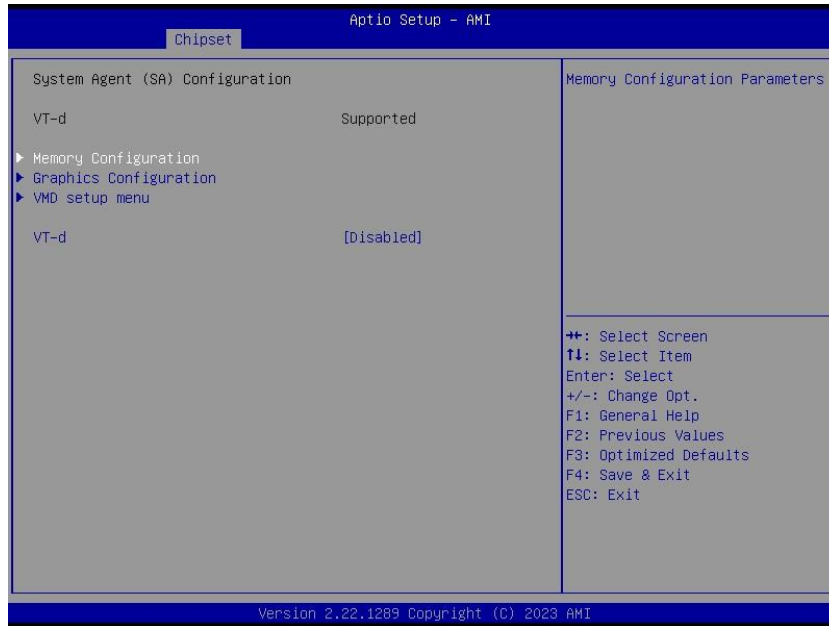 Aptio Setup - AMI
Chipset
System Agent (SA) Configuration
VT-d Supported
Memory Configuration
Graphics Configuration
VMD setup menu
VT-d [Disabled]
Memory Configuration Parameters
→←: Select Screen
↑↓: Select Item
Enter: Select
+/-: Change Opt.
F1: General Help
F2: Previous Values
F3: Optimized Defaults
F4: Save & Exit
ESC: Exit
Version 2.22.1289 Copyright (C) 2023 AMI